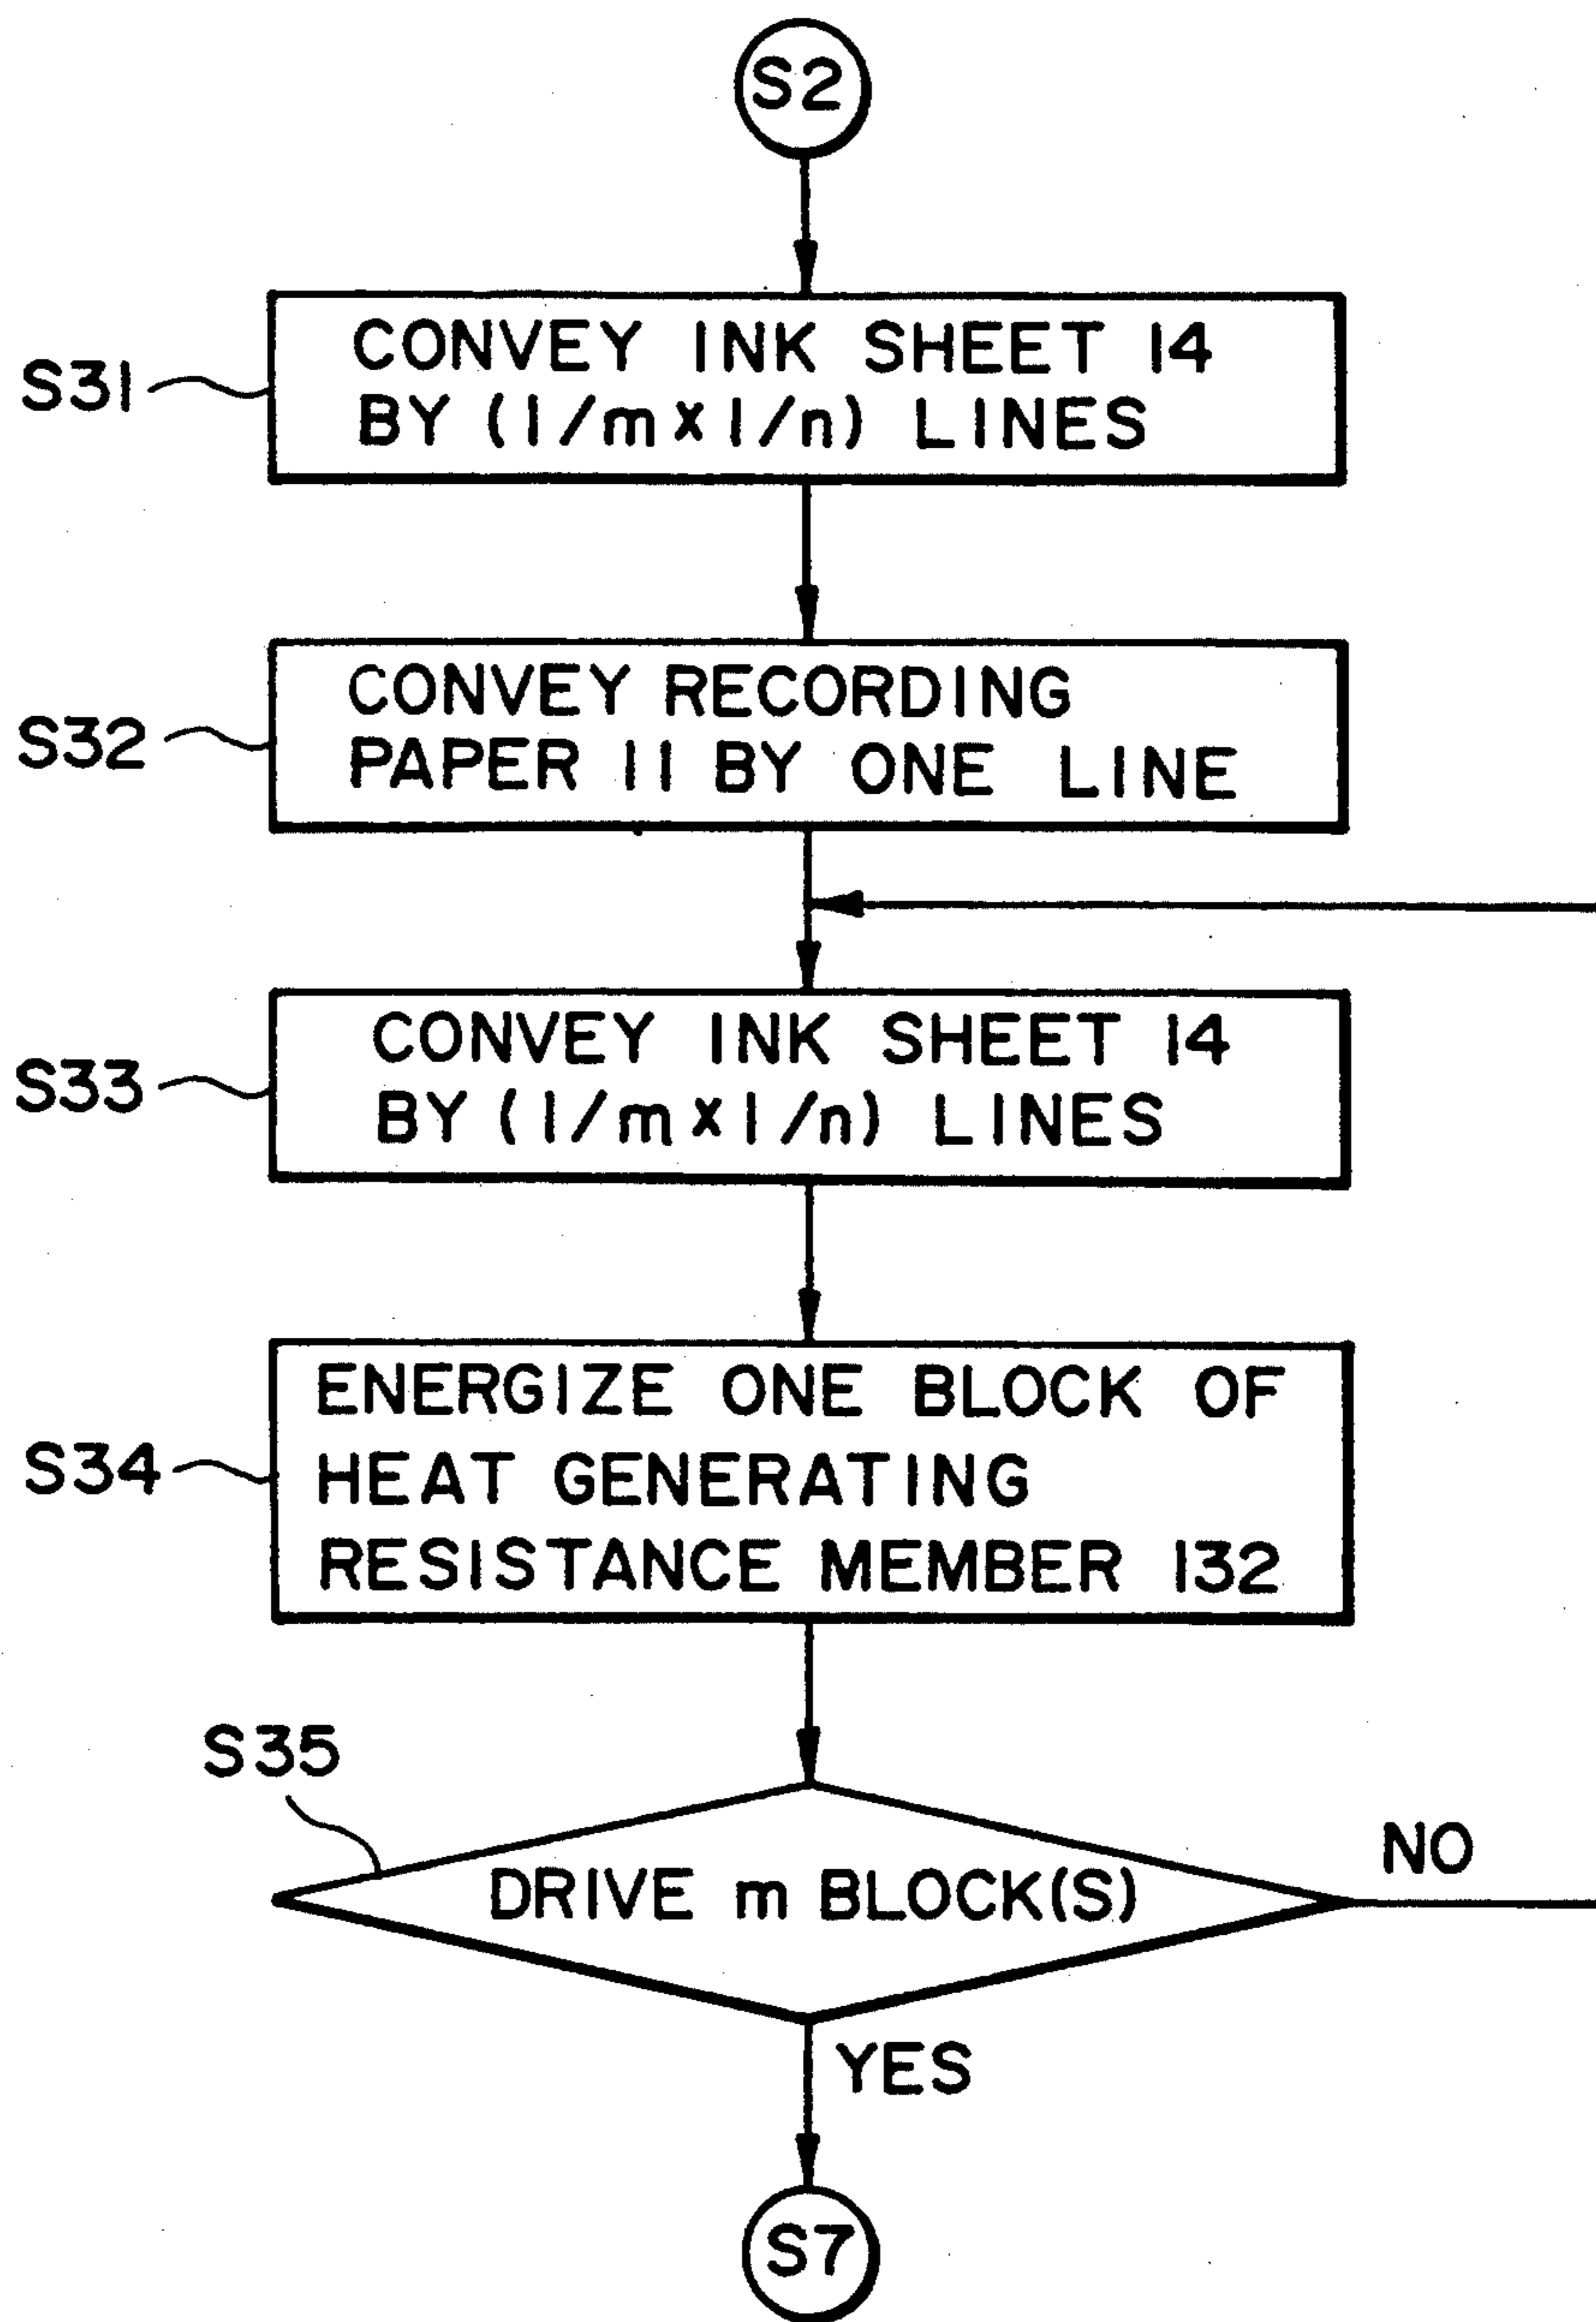 S2
S31
CONVEY INK SHEET 14
BY (1/m×1/n) LINES
S32
CONVEY RECORDING
PAPER 11 BY ONE LINE
S33
CONVEY INK SHEET 14
BY (1/m×1/n) LINES
S34
ENERGIZE ONE BLOCK OF
HEAT GENERATING
RESISTANCE MEMBER 132
S35
DRIVE m BLOCK(S)
NO
YES
S7